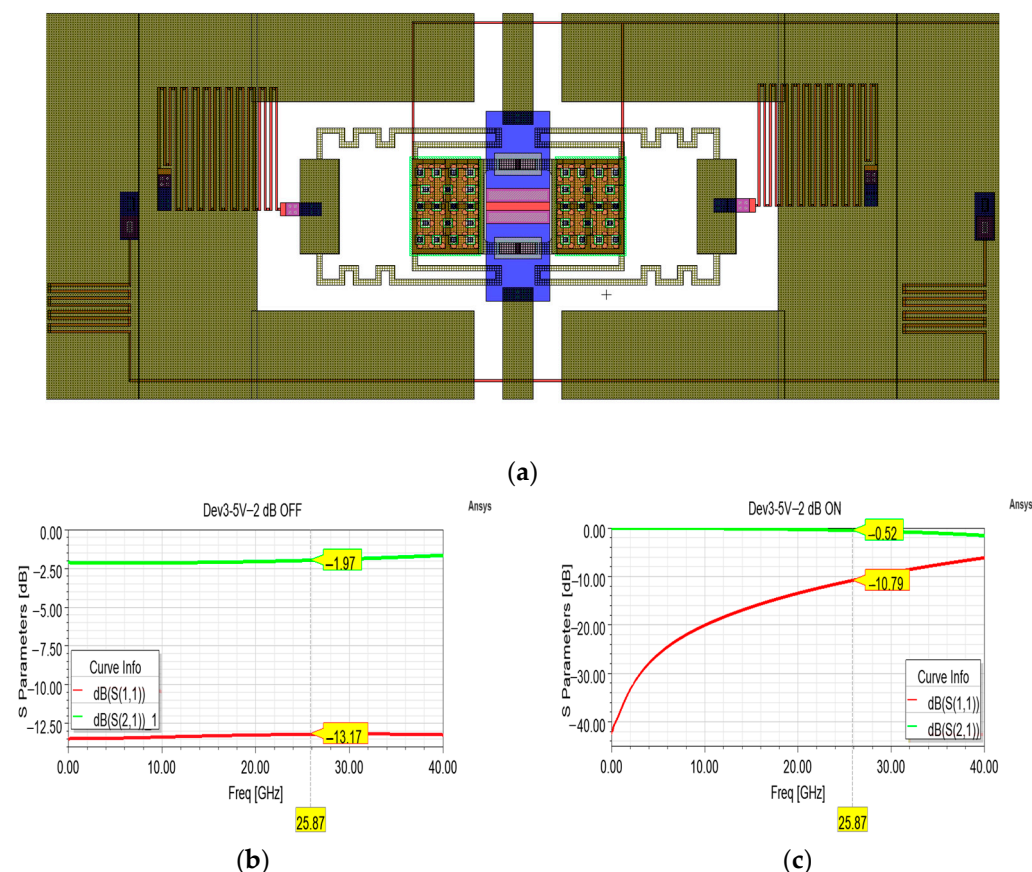 (a)
Dev3-5V–2 dB OFF
Ansys
S Parameters [dB]
0.00
−2.50
−5.00
−7.50
−10.00
−12.50
−1.97
−13.17
Curve Info
dB(S(1,1))
dB(S(2,1))_1
0.00
10.00
20.00
30.00
40.00
Freq [GHz]
25.87
(b)
Dev3-5V–2 dB ON
Ansys
S Parameters [dB]
0.00
−10.00
−20.00
−30.00
−40.00
−0.52
−10.79
Curve Info
dB(S(1,1))
dB(S(2,1))
0.00
10.00
20.00
30.00
40.00
Freq [GHz]
25.87
(c)